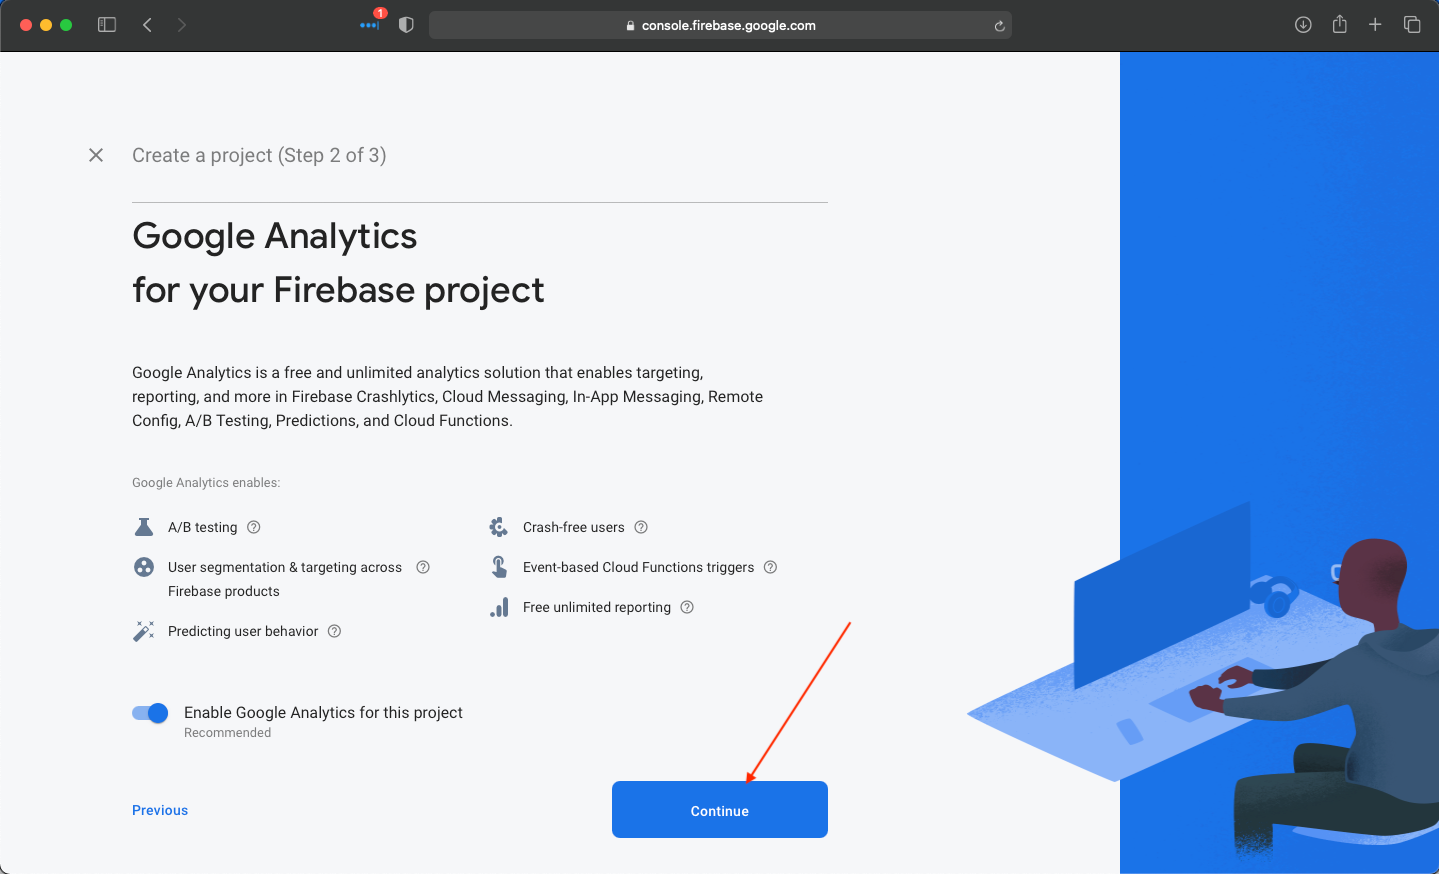 1
console.firebase.google.com
Create a project (Step 2 of 3)
Google Analytics
for your Firebase project
Google Analytics is a free and unlimited analytics solution that enables targeting,
reporting, and more in Firebase Crashlytics, Cloud Messaging, In-App Messaging, Remote
Config, A/B Testing, Predictions, and Cloud Functions.
Google Analytics enables:
A/B testing
User segmentation & targeting across
Firebase products
Predicting user behavior
Crash-free users
Event-based Cloud Functions triggers
Free unlimited reporting
Enable Google Analytics for this project
Recommended
Previous
Continue